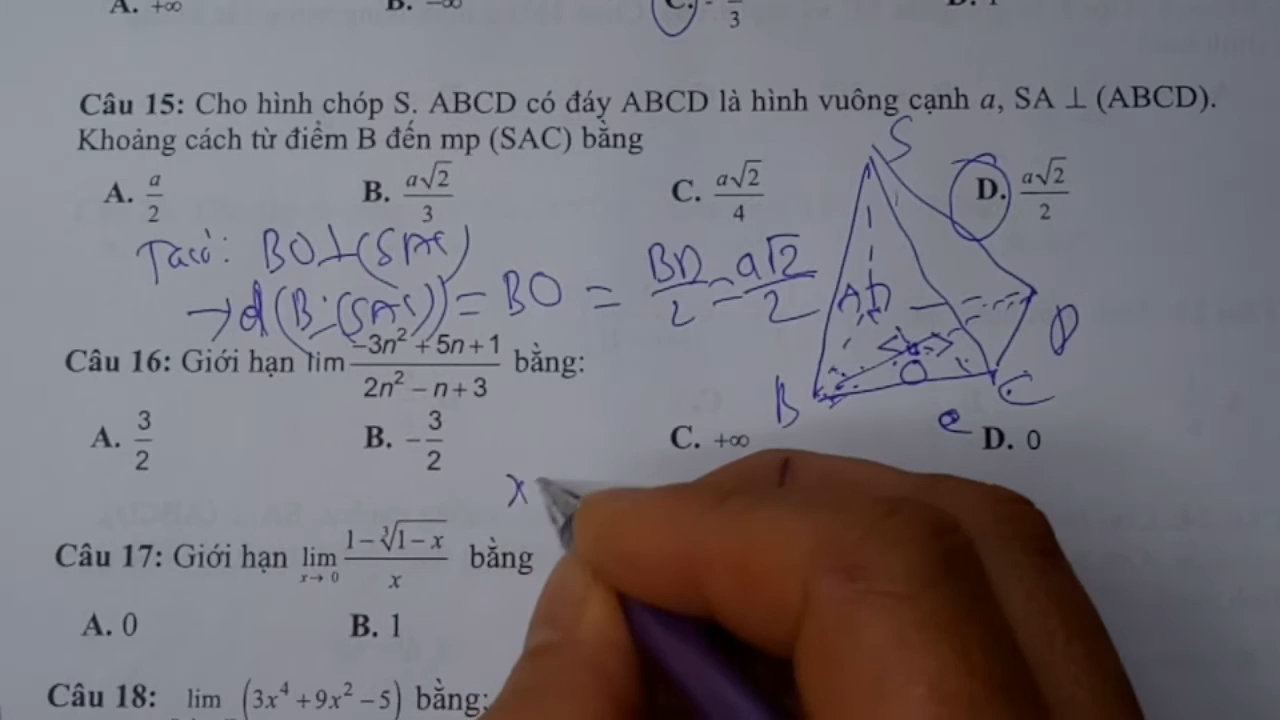 A. +∞ B. −∞ C. 3
Câu 15: Cho hình chóp S. ABCD có đáy ABCD là hình vuông cạnh a, SA ⊥ (ABCD).
Khoảng cách từ điểm B đến mp (SAC) bằng
A. a/2 B. a√2/3 C. a√2/4 D. a√2/2
S
Ta có: BO ⊥ (SAC)
→ d(B; (SAC)) = BO = BD/2 = a√2/2
A
D
O
B
C
Câu 16: Giới hạn lim (−3n² + 5n + 1)/(2n² − n + 3) bằng:
A. 3/2 B. −3/2 C. +∞ D. 0
x
Câu 17: Giới hạn lim x→0 (1 − ∛(1 − x))/x bằng
A. 0 B. 1
Câu 18: lim (3x⁴ + 9x² − 5) bằng: